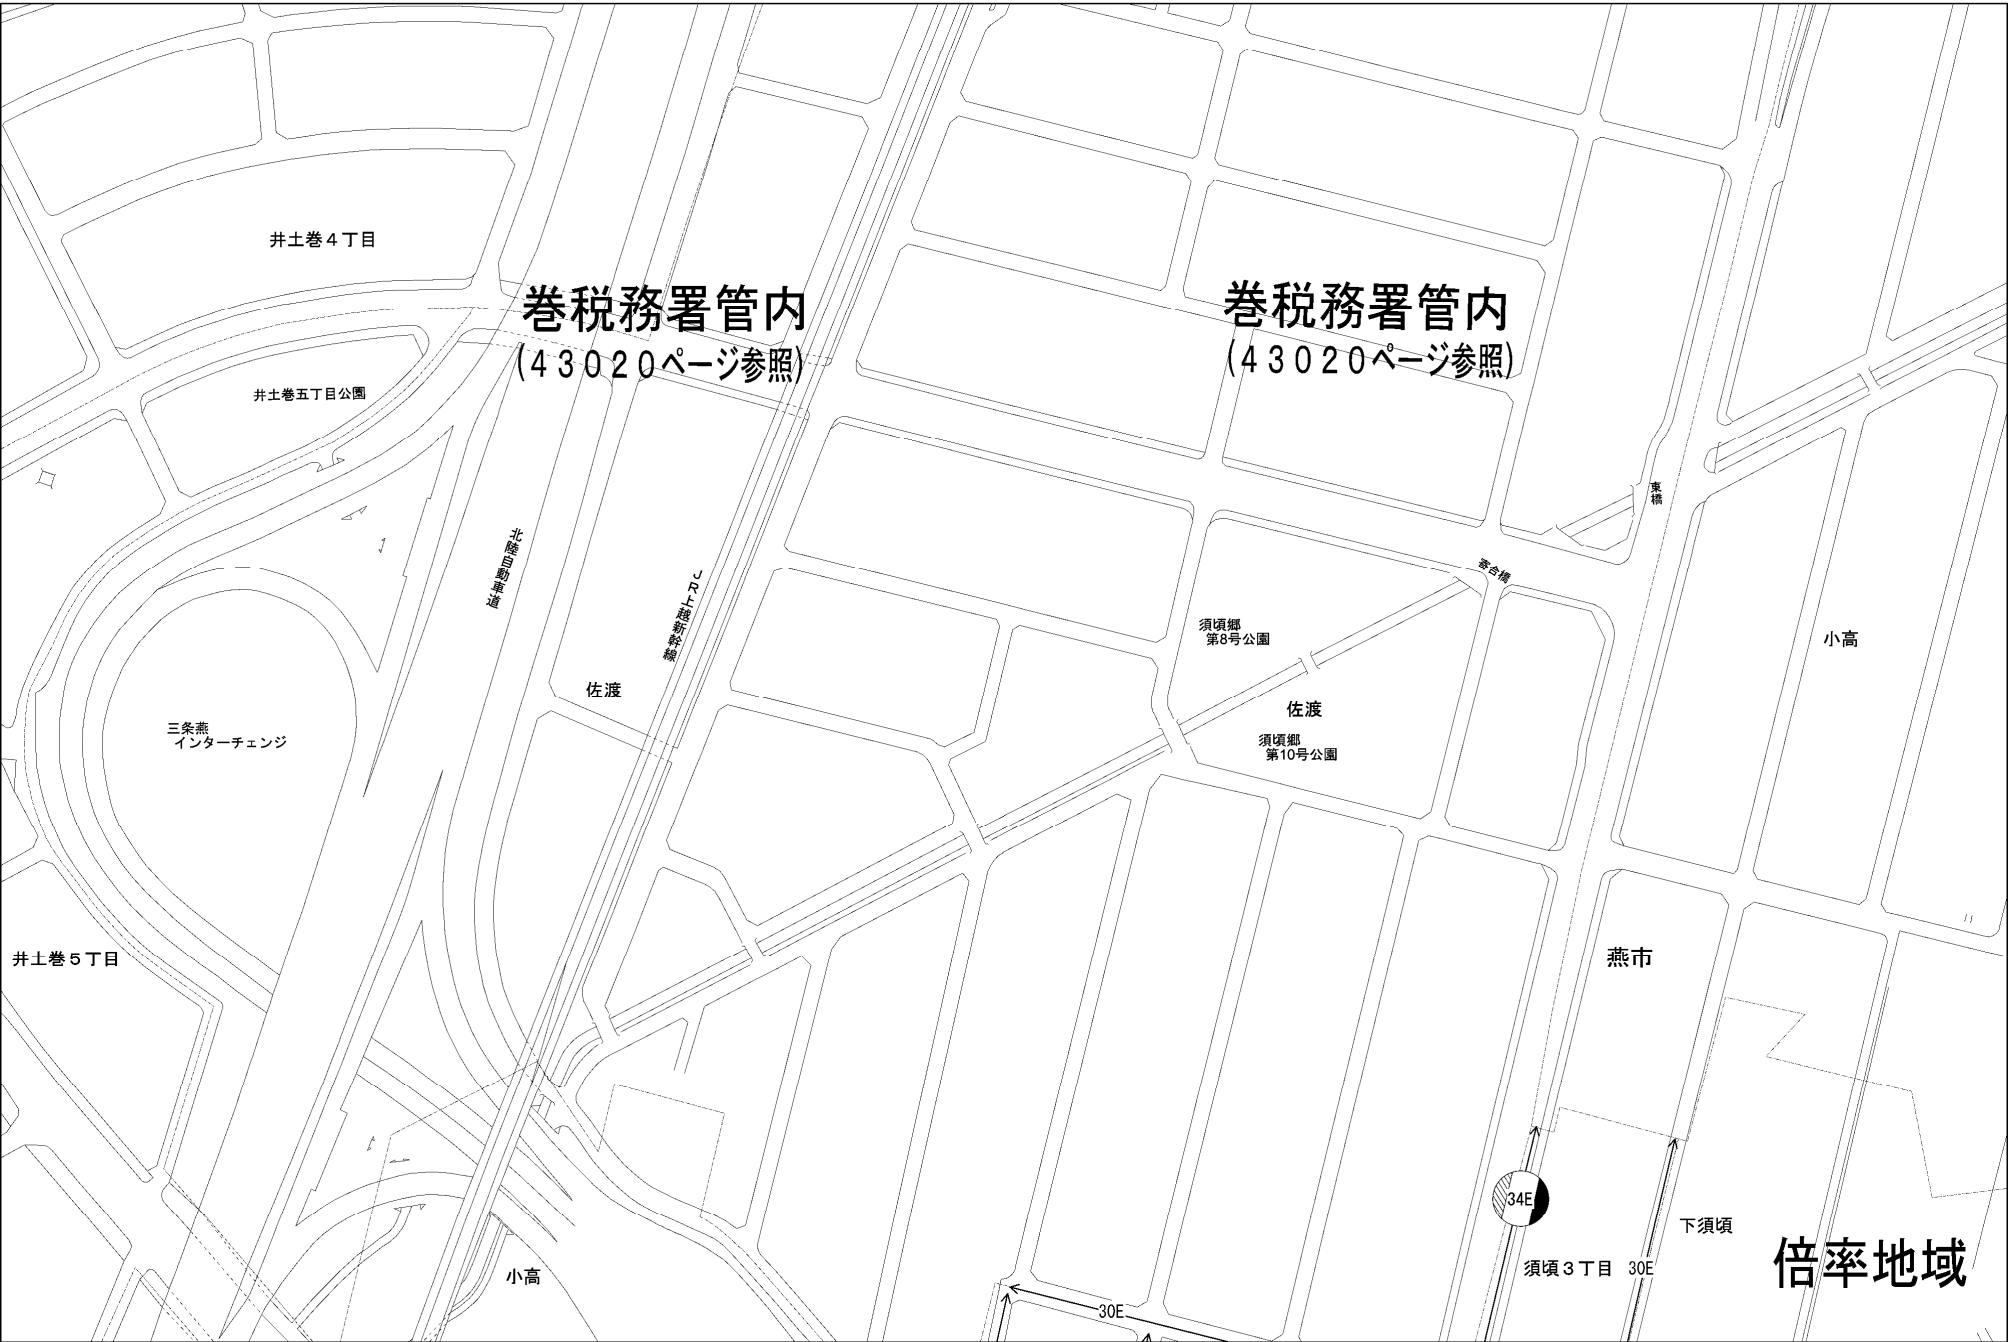 井土巻４丁目
巻税務署管内
(４３０２０ページ参照)
巻税務署管内
(４３０２０ページ参照)
井土巻五丁目公園
東橋
北陸自動車道
ＪＲ上越新幹線
寄合橋
須頃郷
第8号公園
小高
佐渡
佐渡
三条燕
インターチェンジ
須頃郷
第10号公園
井土巻５丁目
燕市
34E
下須頃
倍率地域
須頃３丁目
30E
小高
30E